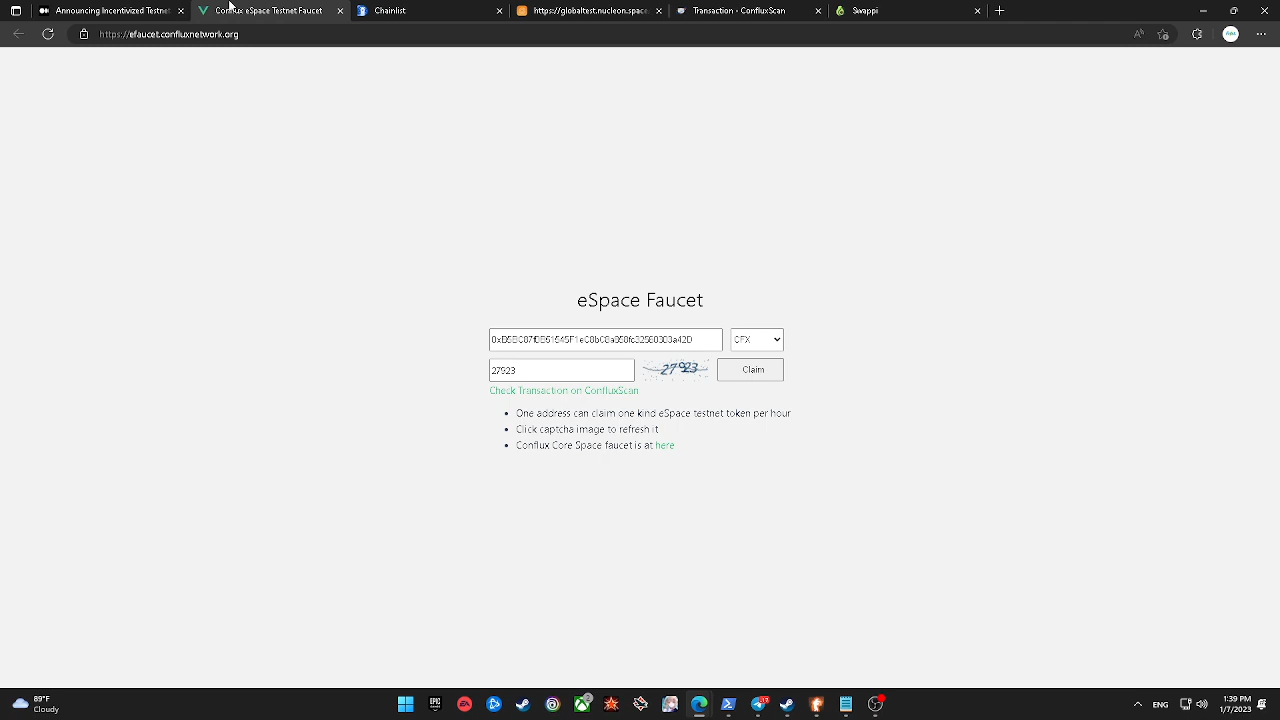 Announcing Incentivized Testnet
Conflux eSpace Testnet Faucet
Chainlist
https://globaltest.nucleon.space
Transaction - ConfluxScan
Swappi
https://efaucet.confluxnetwork.org
eSpace Faucet
CFX
27923
27923
Claim
Check Transaction on ConfluxScan
One address can claim one kind eSpace testnet token per hour
Click captcha image to refresh it
Conflux Core Space faucet is at here
89°F
Cloudy
ENG
1:39 PM
1/7/2023